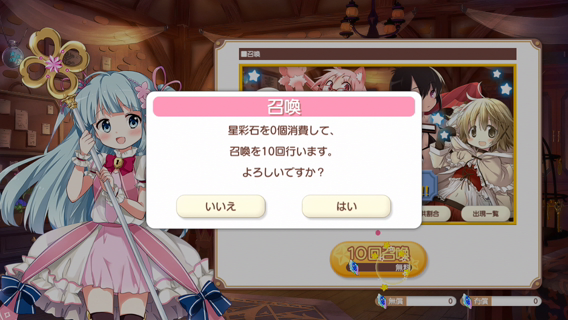 ■召喚
召喚
星彩石を0個消費して、
召喚を10回行います。
よろしいですか？
いいえ
はい
出現一覧
10回召喚
無料
無償 0
有償 0